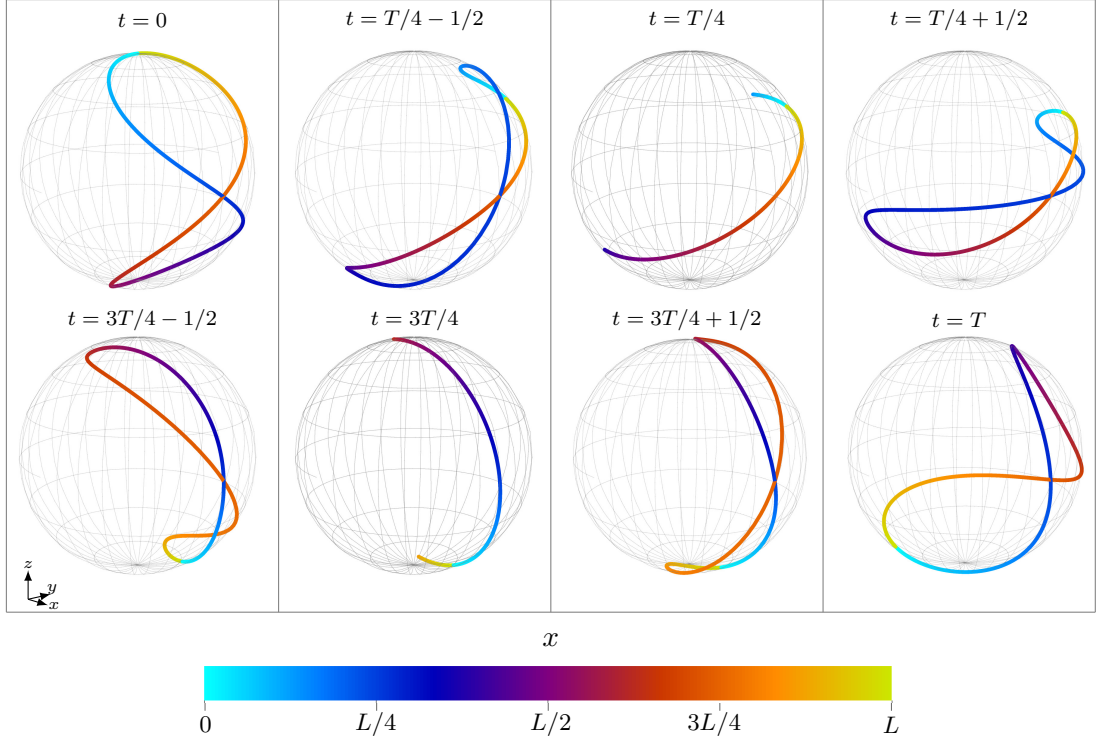 t = 0
t = T/4 − 1/2
t = T/4
t = T/4 + 1/2
t = 3T/4 − 1/2
t = 3T/4
t = 3T/4 + 1/2
t = T
z
y
x
x
0
L/4
L/2
3L/4
L